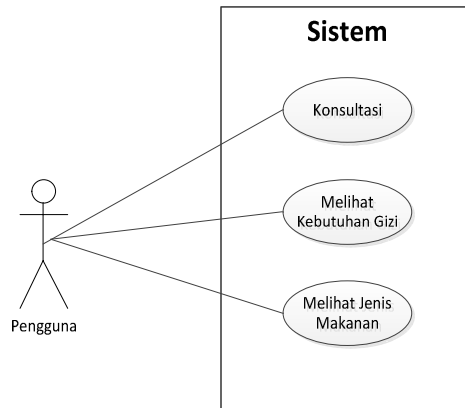 Sistem
Konsultasi
Melihat
Kebutuhan Gizi
Melihat Jenis
Makanan
Pengguna